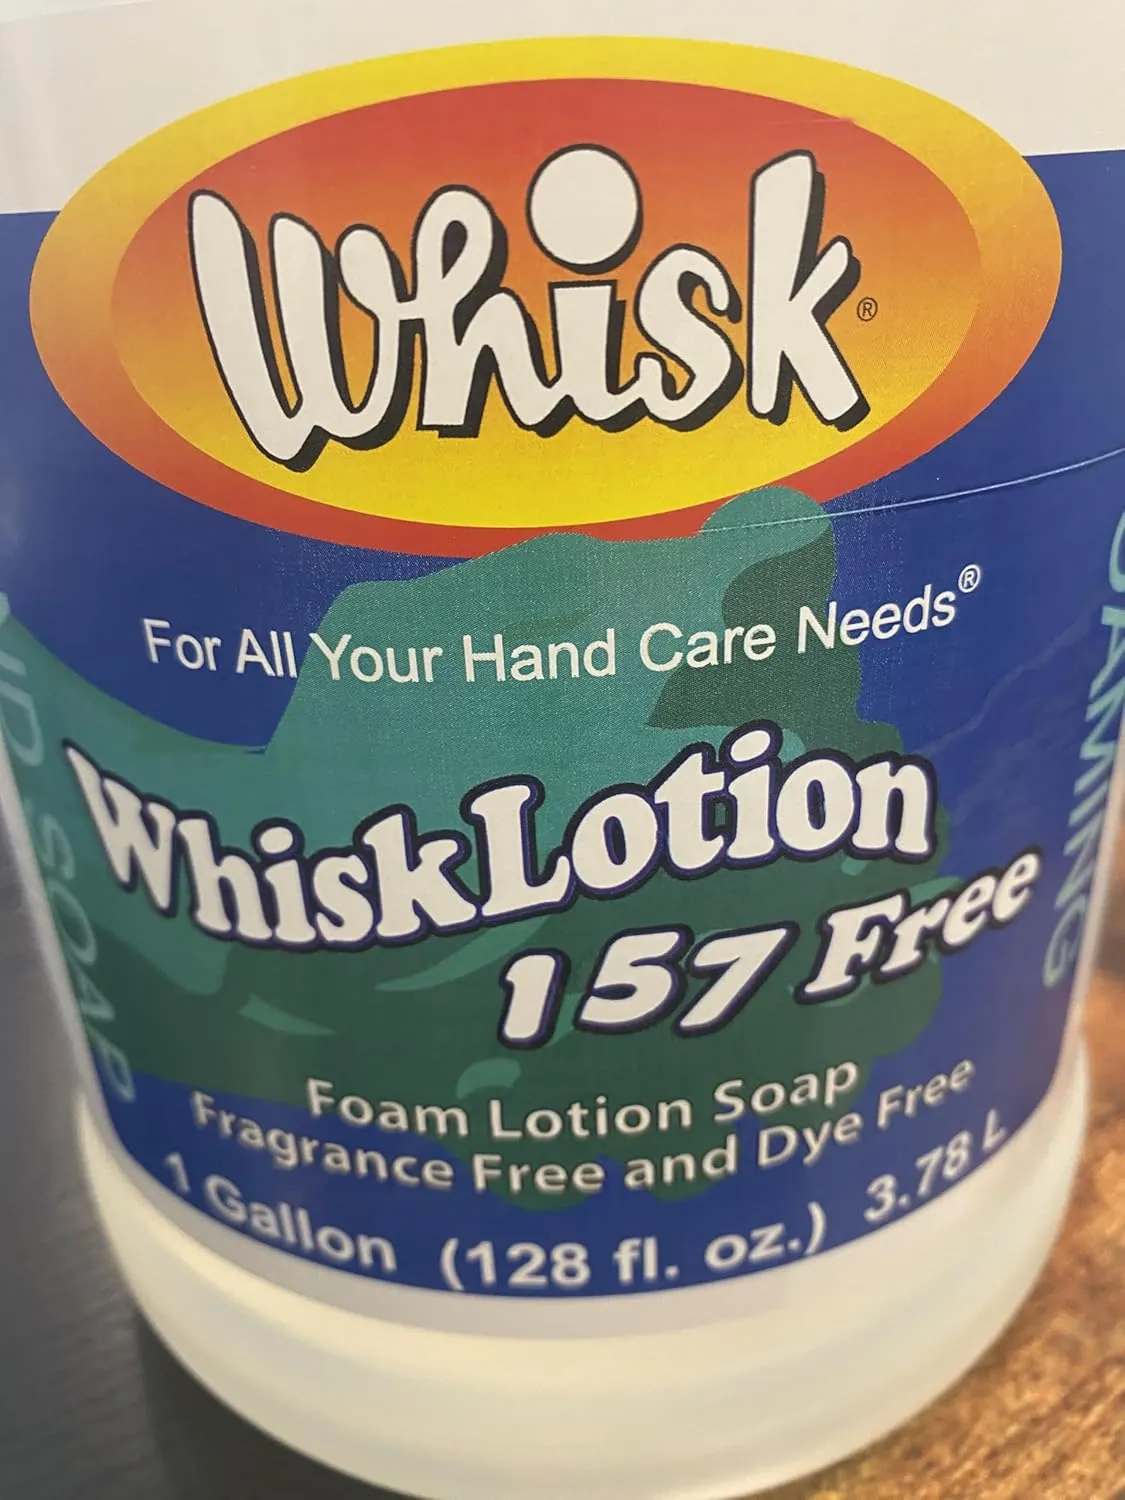 Whisk®
For All Your Hand Care Needs®
WhiskLotion
157 Free
Foam Lotion Soap
Fragrance Free and Dye Free
1 Gallon (128 fl. oz.) 3.78 L
SOAP